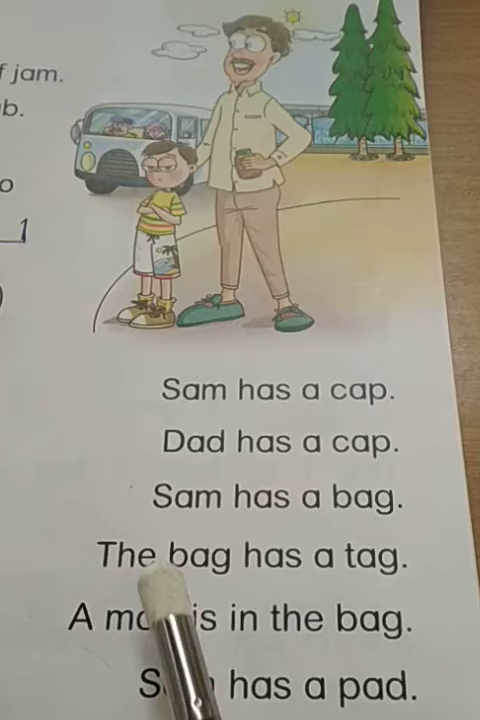 f jam.
b.
o
1
Sam has a cap.
Dad has a cap.
Sam has a bag.
The bag has a tag.
A is in the bag.
has a pad.